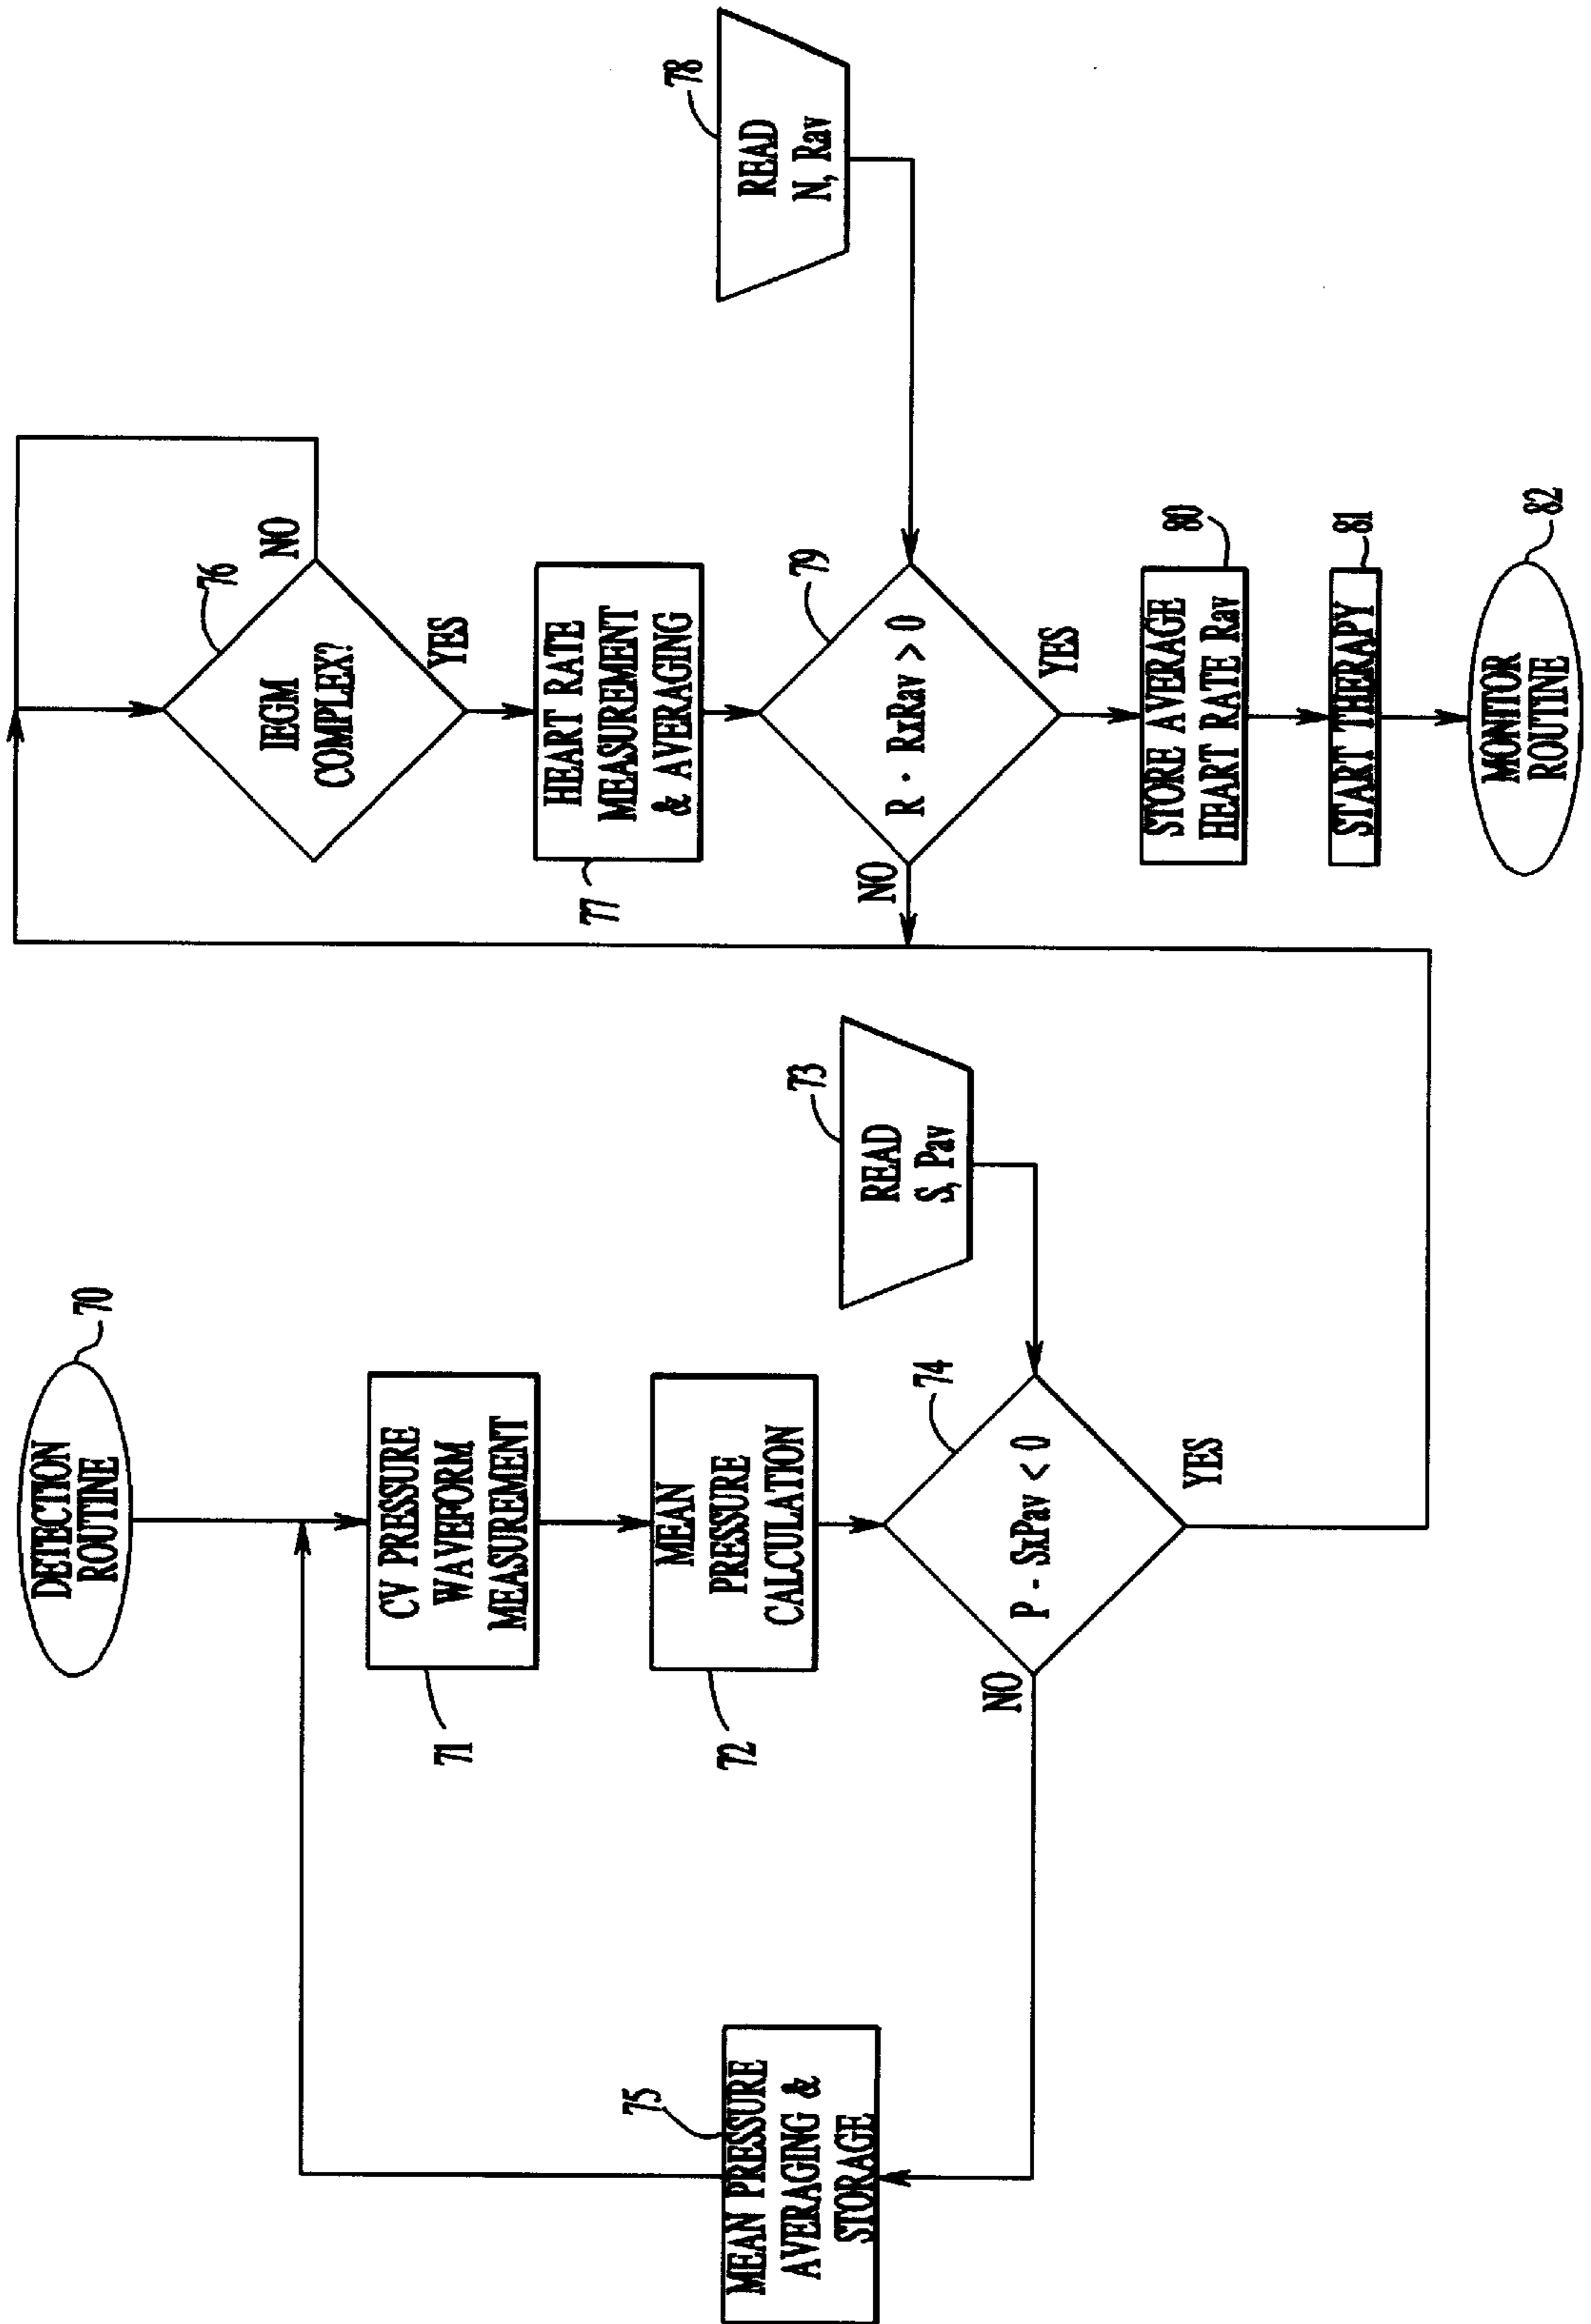 DETECTION
ROUTINE
70
CV PRESSURE
WAVEFORM
MEASUREMENT
71
MEAN
PRESSURE
CALCULATION
72
READ
S, Pav
73
P - SxPav < 0
74
NO
YES
MEAN PRESSURE
AVERAGING &
STORAGE
75
IEGM
COMPLEX?
76
NO
YES
HEART RATE
MEASUREMENT
& AVERAGING
77
READ
N, Rav
78
R · RxRav > 0
79
NO
YES
STORE AVERAGE
HEART RATE Rav
80
START THERAPY
81
MONITOR
ROUTINE
82